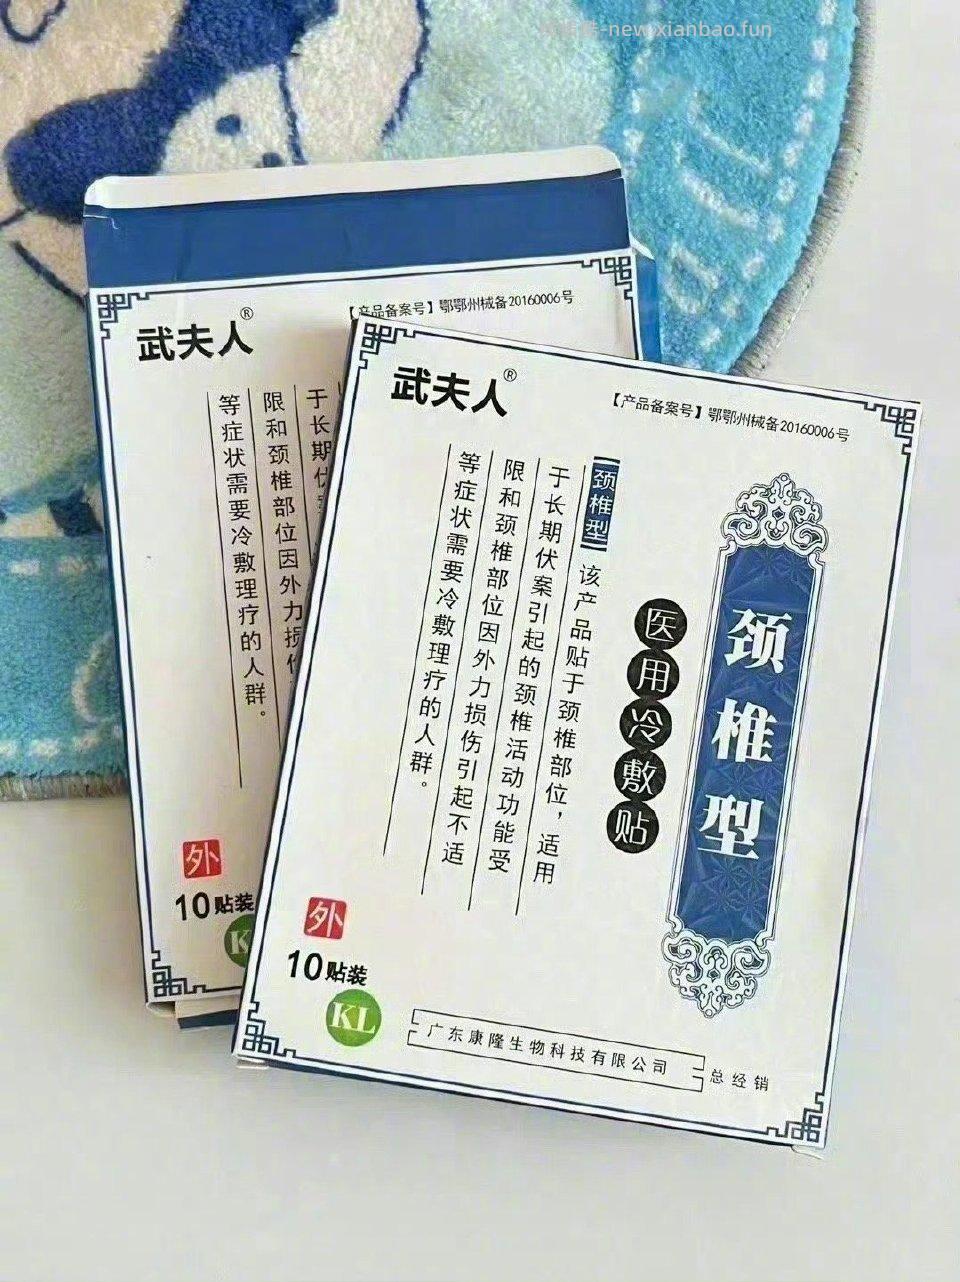 -new.xianbao.fun
武夫人®
【产品备案号】鄂鄂州械备20160006号
于长期伏
限和颈椎部位因外力损伤
等症状需要冷敷理疗的人群。
外
10贴装
K
武夫人®
【产品备案号】鄂鄂州械备20160006号
颈椎型
医用冷敷贴
颈椎型 该产品贴于颈椎部位，适用
于长期伏案引起的颈椎活动功能受
限和颈椎部位因外力损伤引起不适
等症状需要冷敷理疗的人群。
外
10贴装
KL
广东康隆生物科技有限公司 总经销